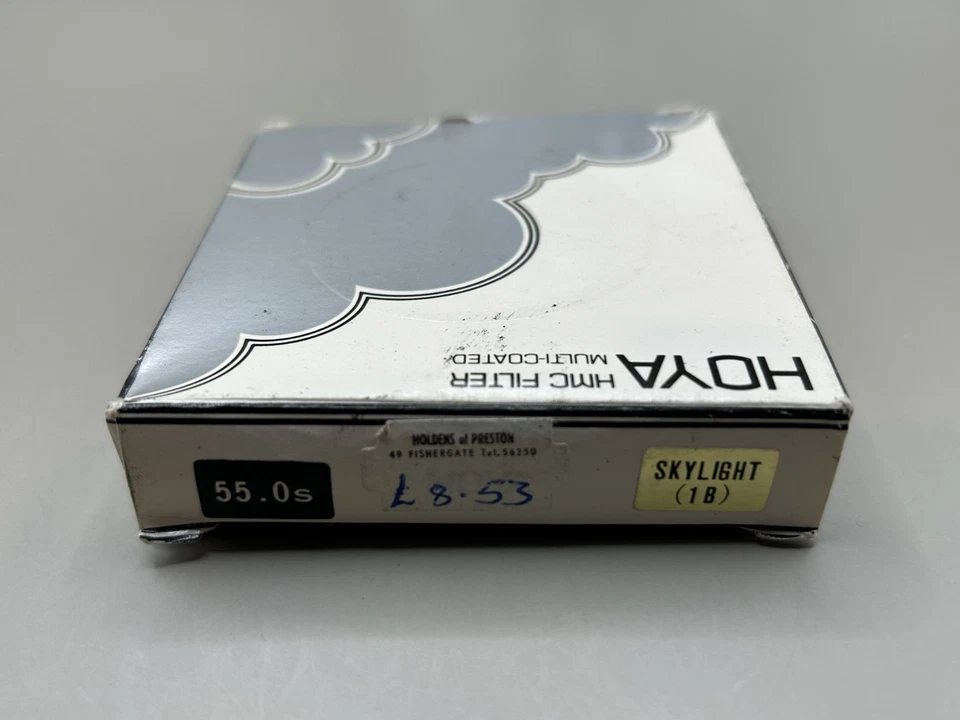 HOYA HMC FILTER
MULTI-COATED
55.0s
HOLDENS of PRESTON
49 FISHERGATE Tel. 56250
£8.53
SKYLIGHT
(1B)